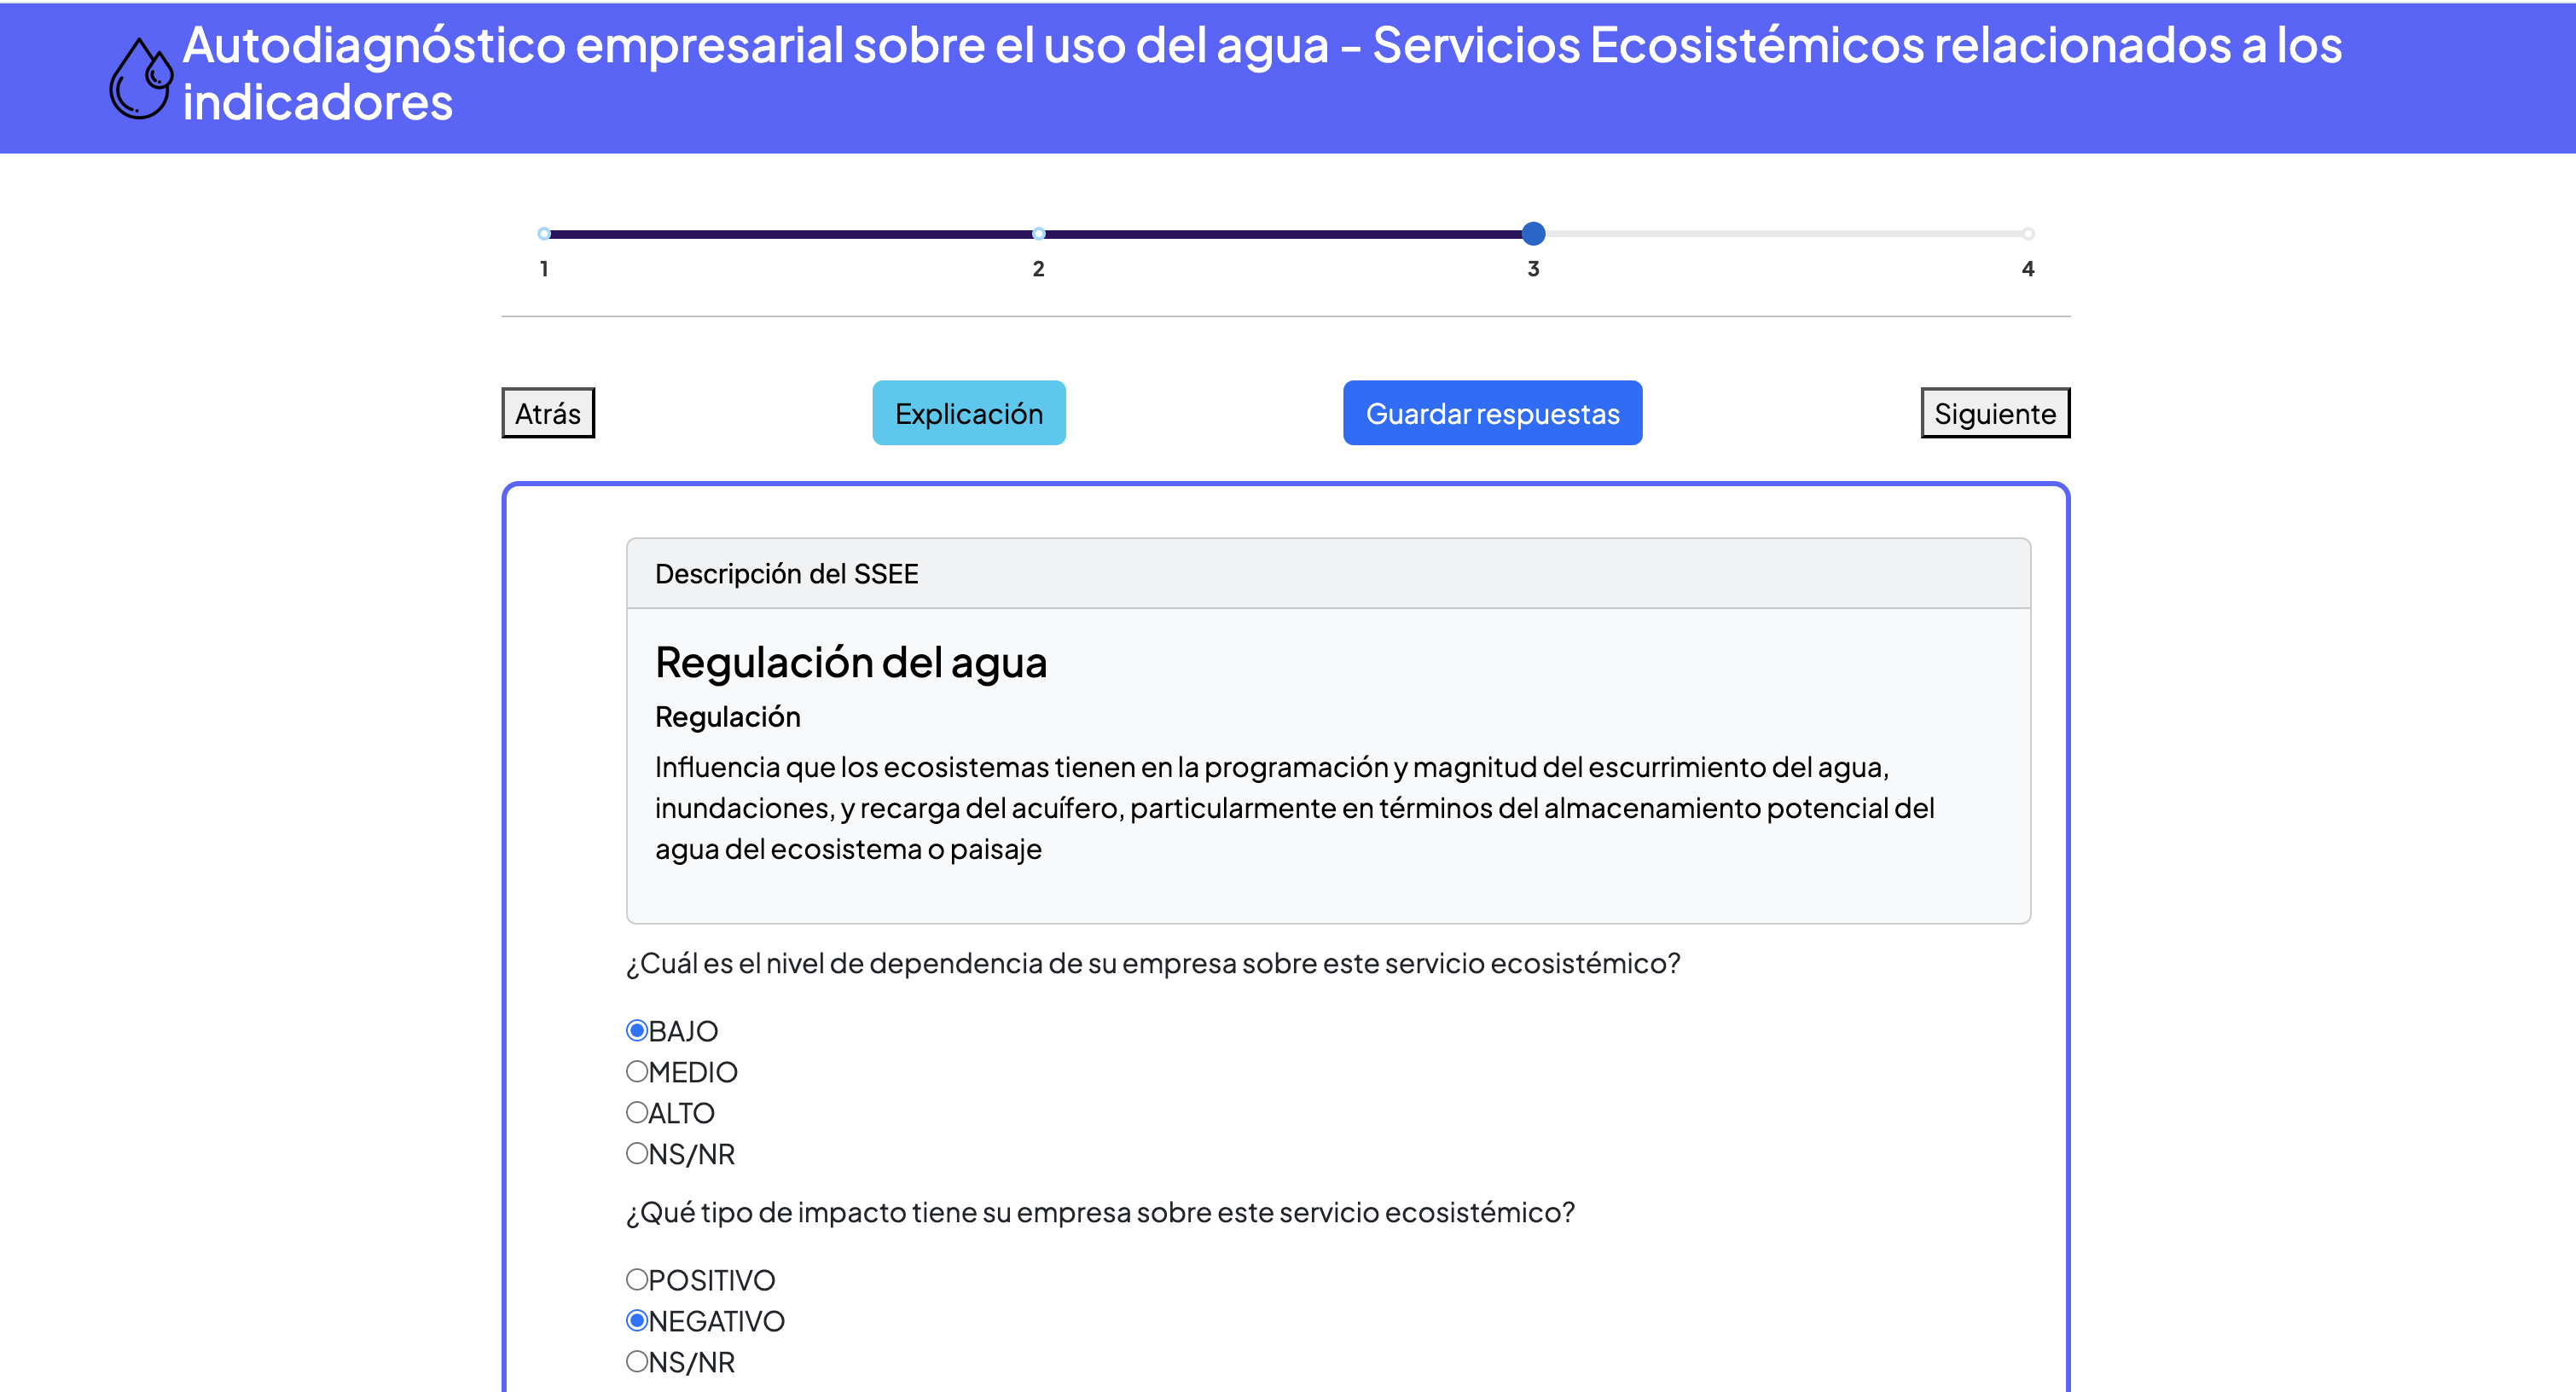 Autodiagnóstico empresarial sobre el uso del agua - Servicios Ecosistémicos relacionados a los
indicadores
1 2 3 4
Atrás Explicación Guardar respuestas Siguiente
Descripción del SSEE
Regulación del agua
Regulación
Influencia que los ecosistemas tienen en la programación y magnitud del escurrimiento del agua,
inundaciones, y recarga del acuífero, particularmente en términos del almacenamiento potencial del
agua del ecosistema o paisaje
¿Cuál es el nivel de dependencia de su empresa sobre este servicio ecosistémico?
BAJO
MEDIO
ALTO
NS/NR
¿Qué tipo de impacto tiene su empresa sobre este servicio ecosistémico?
POSITIVO
NEGATIVO
NS/NR